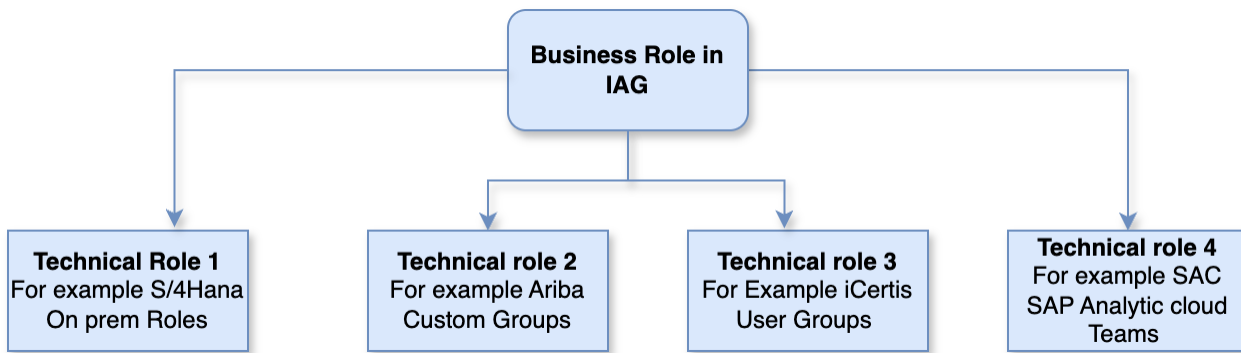 Business Role in
IAG
Technical Role 1
For example S/4Hana
On prem Roles
Technical role 2
For example Ariba
Custom Groups
Technical role 3
For Example iCertis
User Groups
Technical role 4
For example SAC
SAP Analytic cloud
Teams